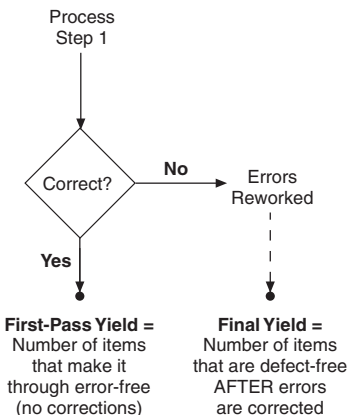 Process
Step 1
Correct?
No
Errors
Reworked
Yes
First-Pass Yield =
Number of items
that make it
through error-free
(no corrections)
Final Yield =
Number of items
that are defect-free
AFTER errors
are corrected